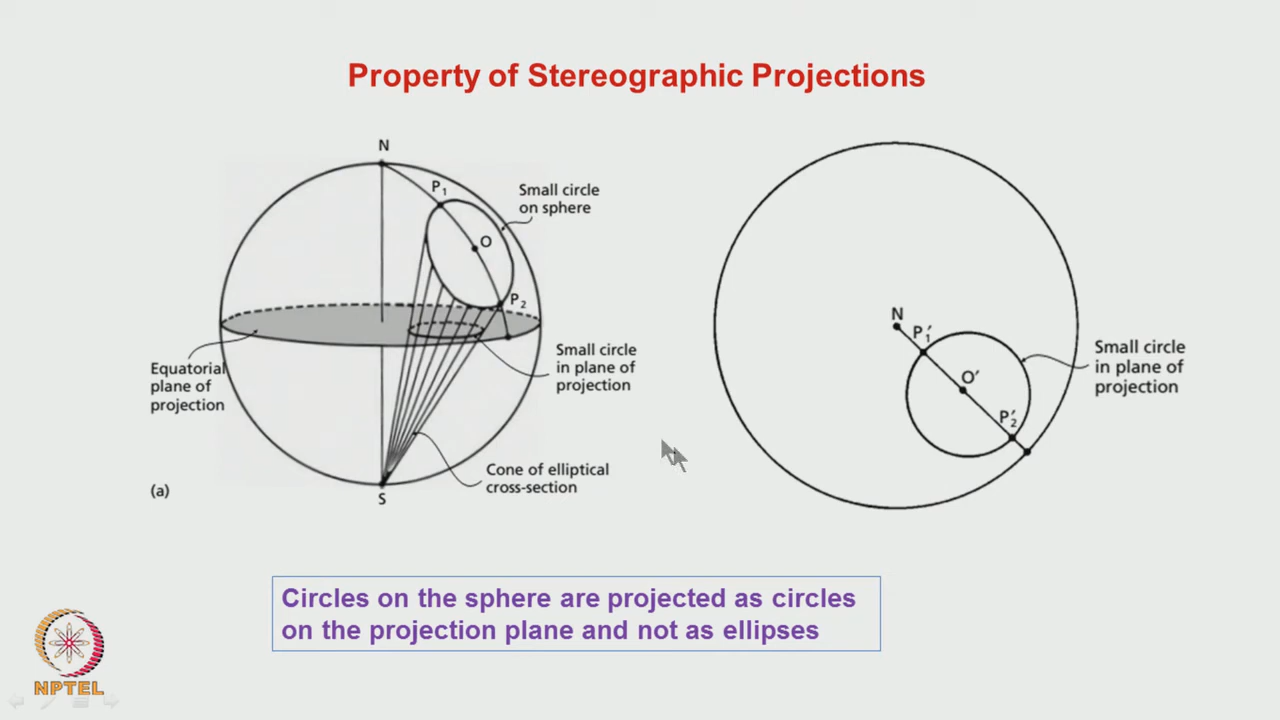 Property of Stereographic Projections
N
P1
Small circle
on sphere
O
P2
Equatorial
plane of
projection
Small circle
in plane of
projection
Cone of elliptical
cross-section
(a)
S
N
P1′
O′
P2′
Small circle
in plane of
projection
Circles on the sphere are projected as circles
on the projection plane and not as ellipses
NPTEL